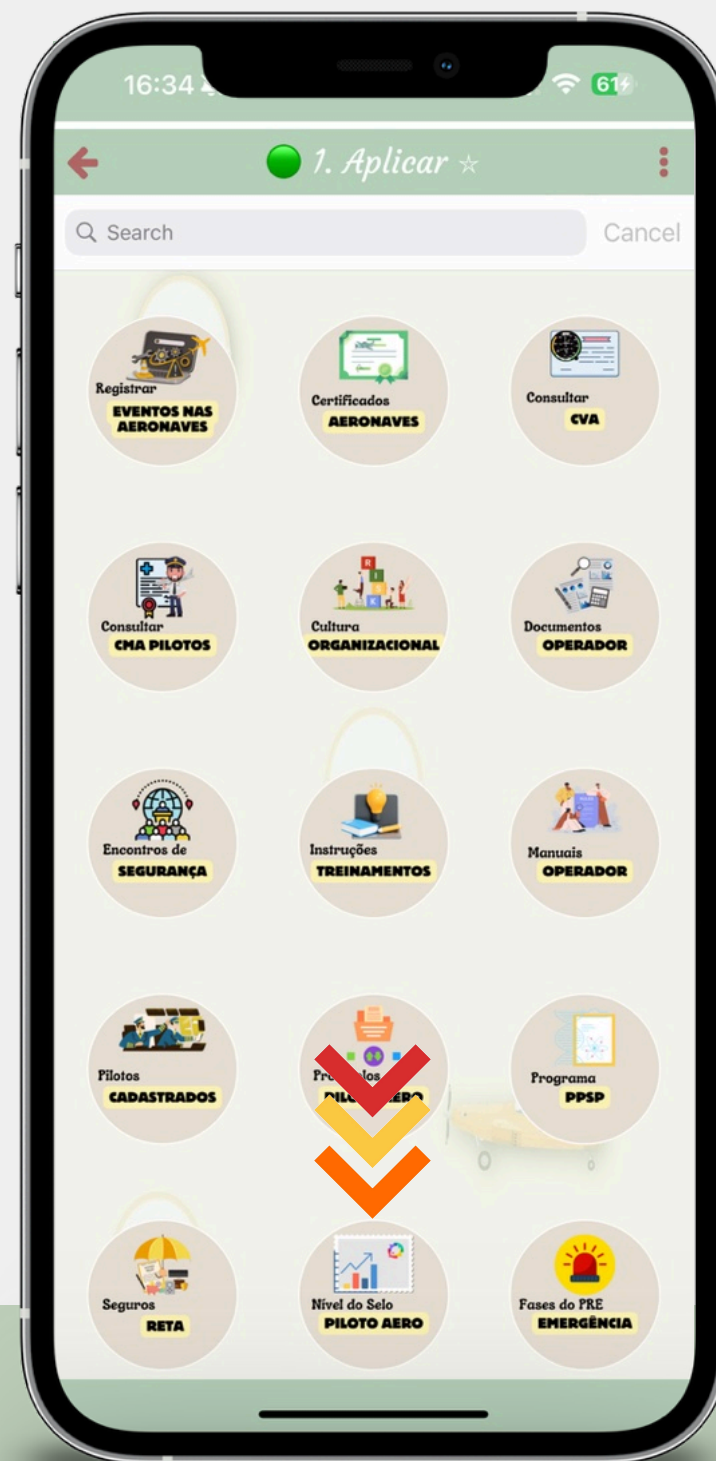 16:34
61
1. Aplicar ☆
Search
Cancel
Registrar
EVENTOS NAS
AERONAVES
Certificados
AERONAVES
Consultar
CVA
Consultar
CMA PILOTOS
RISK
Cultura
ORGANIZACIONAL
Documentos
OPERADOR
Encontros de
SEGURANÇA
Instruções
TREINAMENTOS
Manuais
OPERADOR
Pilotos
CADASTRADOS
Programa
PPSP
Seguros
RETA
Nível do Selo
PILOTO AERO
Fases do PRE
EMERGÊNCIA